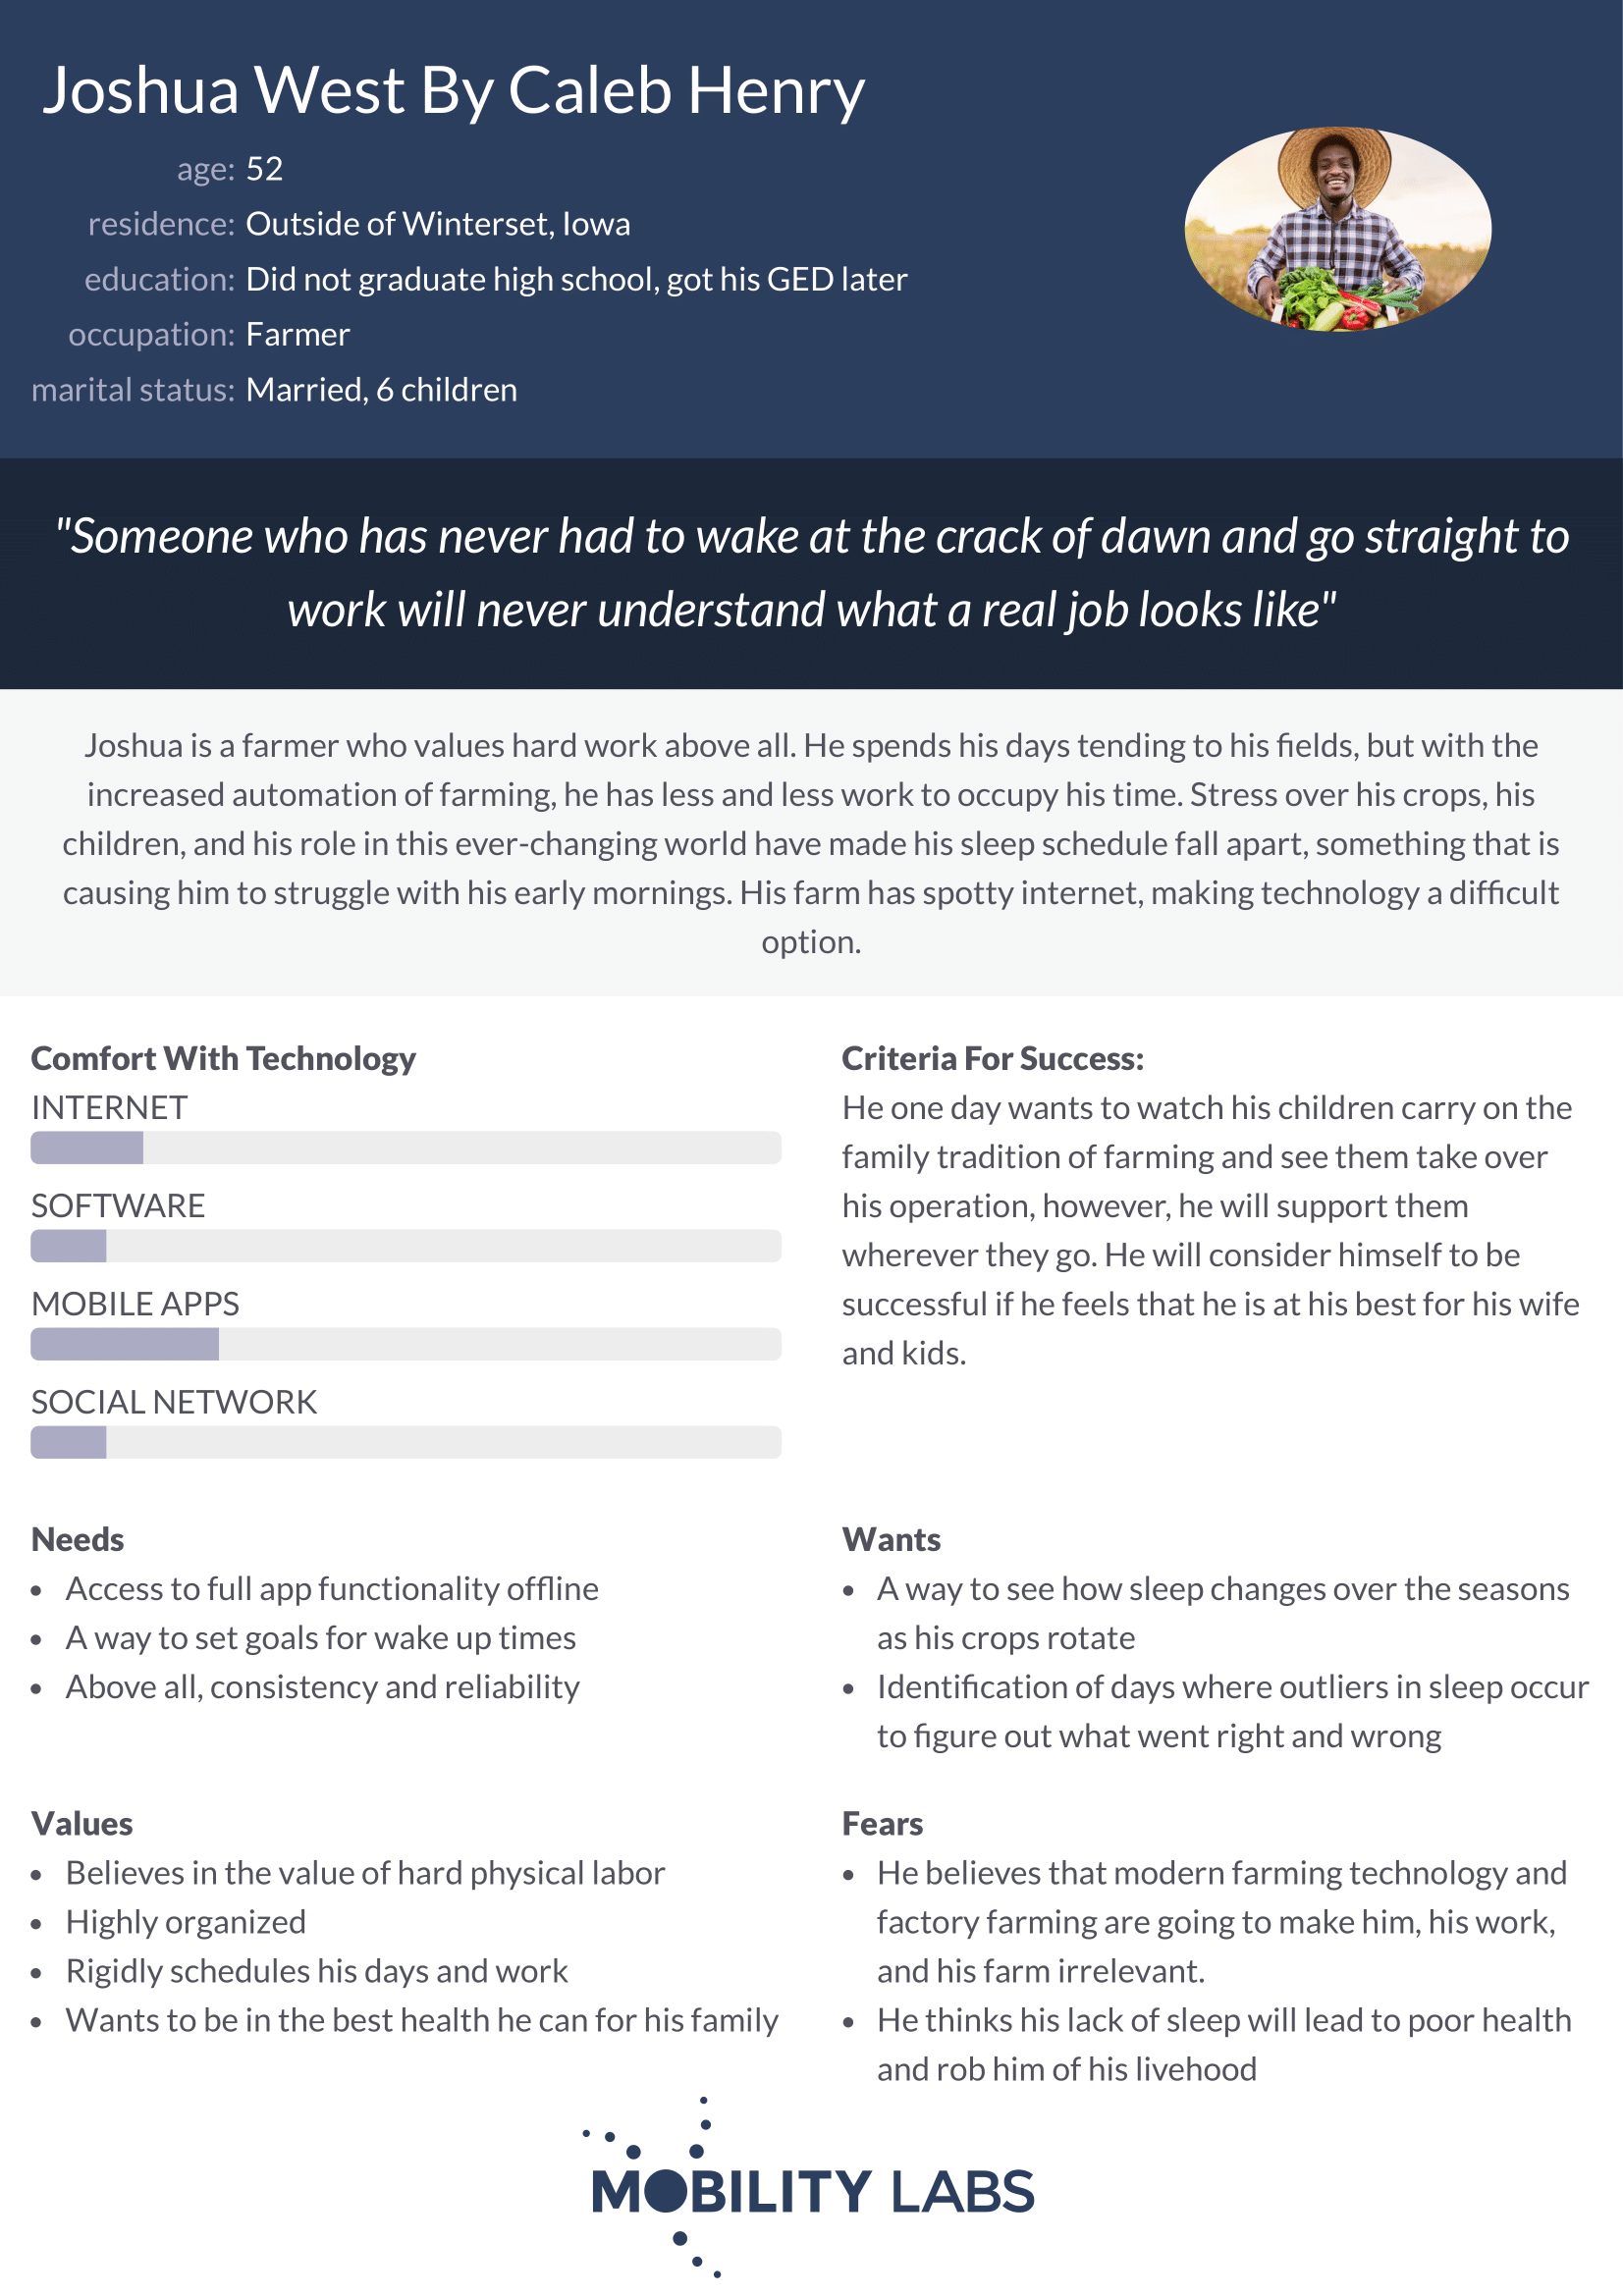 Joshua West By Caleb Henry
age: 52
residence: Outside of Winterset, Iowa
education: Did not graduate high school, got his GED later
occupation: Farmer
marital status: Married, 6 children
"Someone who has never had to wake at the crack of dawn and go straight to
work will never understand what a real job looks like"
Joshua is a farmer who values hard work above all. He spends his days tending to his fields, but with the
increased automation of farming, he has less and less work to occupy his time. Stress over his crops, his
children, and his role in this ever-changing world have made his sleep schedule fall apart, something that is
causing him to struggle with his early mornings. His farm has spotty internet, making technology a difficult
option.
Comfort With Technology
INTERNET
SOFTWARE
MOBILE APPS
SOCIAL NETWORK
Criteria For Success:
He one day wants to watch his children carry on the
family tradition of farming and see them take over
his operation, however, he will support them
wherever they go. He will consider himself to be
successful if he feels that he is at his best for his wife
and kids.
Needs
• Access to full app functionality offline
• A way to set goals for wake up times
• Above all, consistency and reliability
Wants
• A way to see how sleep changes over the seasons
as his crops rotate
• Identification of days where outliers in sleep occur
to figure out what went right and wrong
Values
• Believes in the value of hard physical labor
• Highly organized
• Rigidly schedules his days and work
• Wants to be in the best health he can for his family
Fears
• He believes that modern farming technology and
factory farming are going to make him, his work,
and his farm irrelevant.
• He thinks his lack of sleep will lead to poor health
and rob him of his livehood
MOBILITY LABS